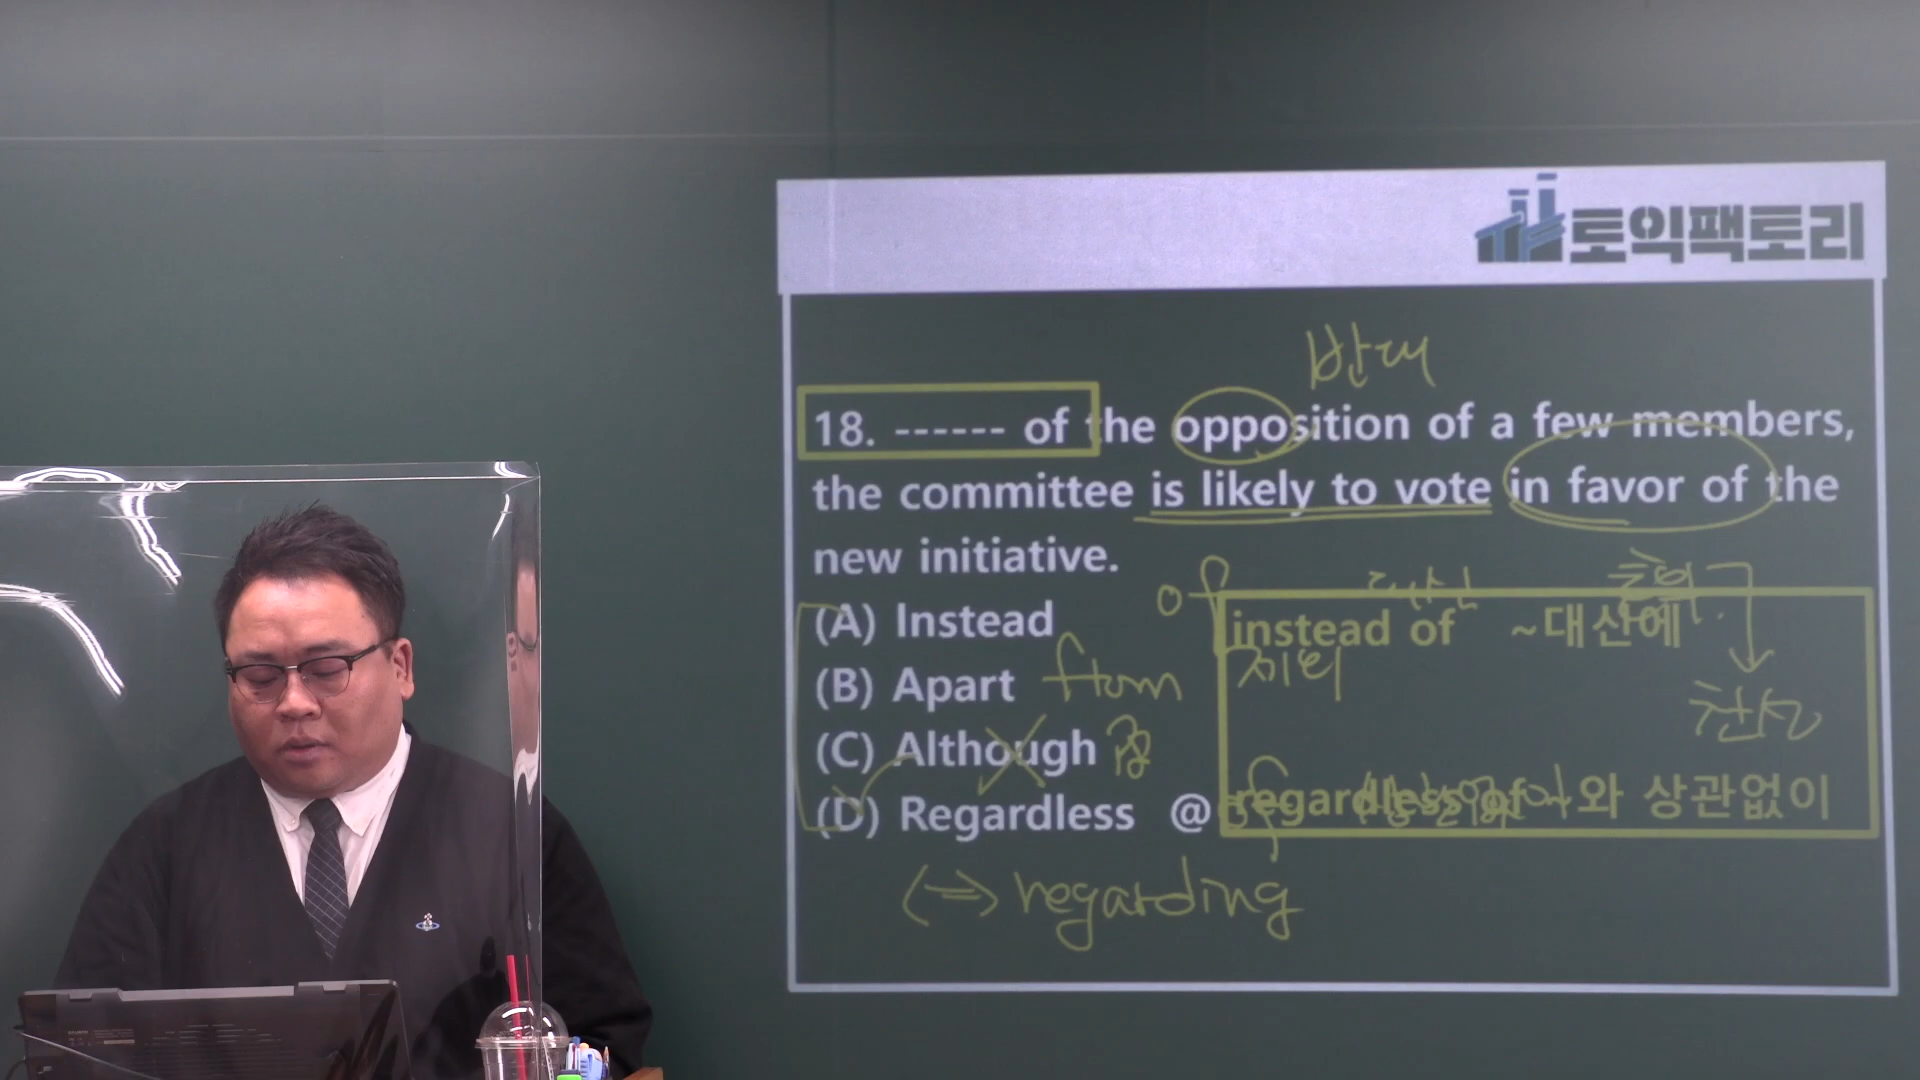 토익팩토리
반대
18. ------ of the opposition of a few members,
the committee is likely to vote in favor of the
new initiative.
(A) Instead of
instead of ~대신에
(B) Apart from
(C) Although
찬성
(D) Regardless @
regardless of ~와 상관없이
(↔) regarding